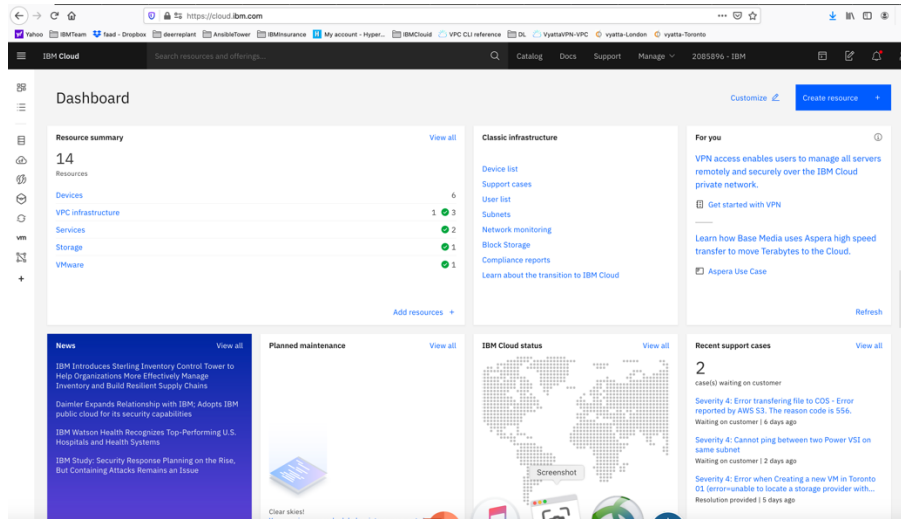 https://cloud.ibm.com
Yahoo IBMTeam faad - Dropbox deerreplant AnsibleTower IBMInsurance My account - Hyper... IBMClouid VPC CLI reference DL VyattaVPN-VPC vyatta-London vyatta-Toronto
IBM Cloud Search resources and offerings... Catalog Docs Support Manage 2085896 - IBM
Dashboard
Customize
Create resource +
Resource summary View all
14
Resources
Devices 6
VPC infrastructure 1 3
Services 2
Storage 1
VMware 1
Add resources +
Classic infrastructure
Device list
Support cases
User list
Subnets
Network monitoring
Block Storage
Compliance reports
Learn about the transition to IBM Cloud
For you
VPN access enables users to manage all servers
remotely and securely over the IBM Cloud
private network.
Get started with VPN
Learn how Base Media uses Aspera high speed
transfer to move Terabytes to the Cloud.
Aspera Use Case
Refresh
vm
News View all
IBM Introduces Sterling Inventory Control Tower to
Help Organizations More Effectively Manage
Inventory and Build Resilient Supply Chains
Daimler Expands Relationship with IBM; Adopts IBM
public cloud for its security capabilities
IBM Watson Health Recognizes Top-Performing U.S.
Hospitals and Health Systems
IBM Study: Security Response Planning on the Rise,
But Containing Attacks Remains an Issue
Planned maintenance View all
Clear skies!
IBM Cloud status View all
Screenshot
Recent support cases View all
2
case(s) waiting on customer
Severity 4: Error transfering file to COS - Error
reported by AWS S3. The reason code is 556.
Waiting on customer | 6 days ago
Severity 4: Cannot ping between two Power VSI on
same subnet
Waiting on customer | 2 days ago
Severity 4: Error when Creating a new VM in Toronto
01 (error=unable to locate a storage provider with...
Resolution provided | 5 days ago